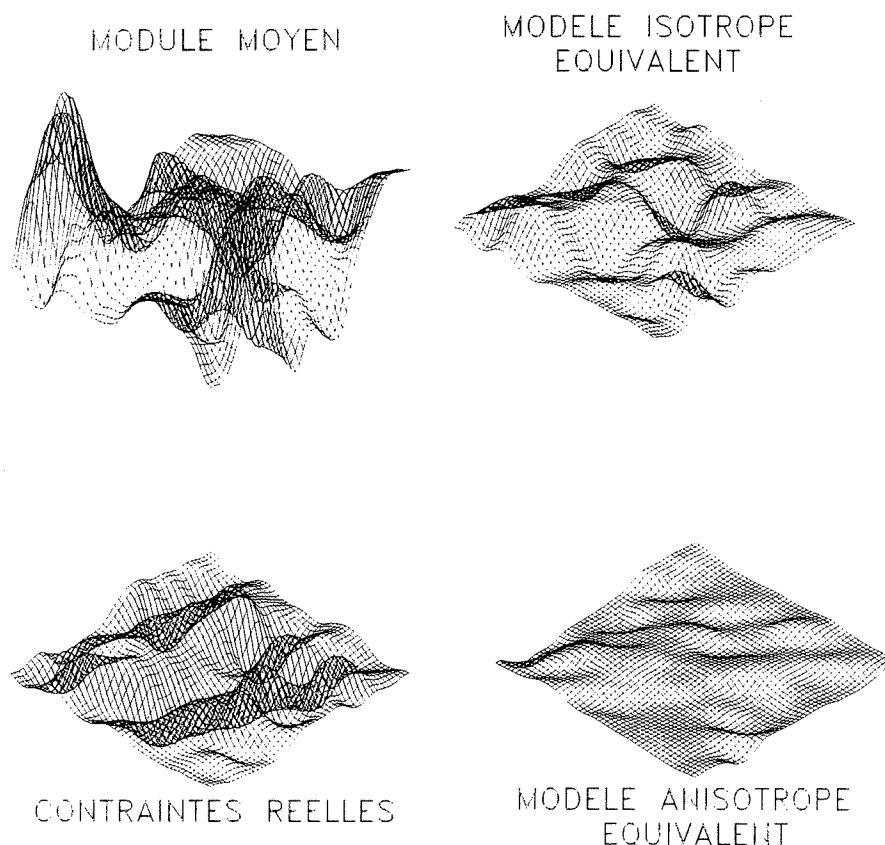 MODULE MOYEN
MODELE ISOTROPE
EQUIVALENT
CONTRAINTES REELLES
MODELE ANISOTROPE
EQUIVALENT